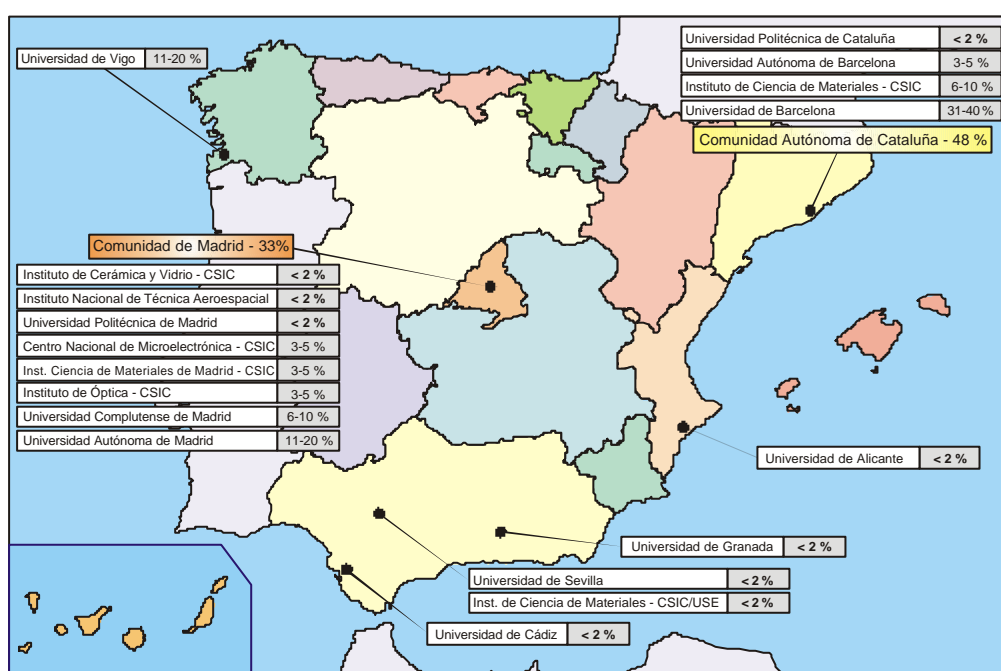 Universidad de Vigo 11-20 %
Universidad Politécnica de Cataluña < 2 %
Universidad Autónoma de Barcelona 3-5 %
Instituto de Ciencia de Materiales - CSIC 6-10 %
Universidad de Barcelona 31-40 %
Comunidad Autónoma de Cataluña - 48 %
Comunidad de Madrid - 33%
Instituto de Cerámica y Vidrio - CSIC < 2 %
Instituto Nacional de Técnica Aeroespacial < 2 %
Universidad Politécnica de Madrid < 2 %
Centro Nacional de Microelectrónica - CSIC 3-5 %
Inst. Ciencia de Materiales de Madrid - CSIC 3-5 %
Instituto de Óptica - CSIC 3-5 %
Universidad Complutense de Madrid 6-10 %
Universidad Autónoma de Madrid 11-20 %
Universidad de Alicante < 2 %
Universidad de Granada < 2 %
Universidad de Sevilla < 2 %
Inst. de Ciencia de Materiales - CSIC/USE < 2 %
Universidad de Cádiz < 2 %